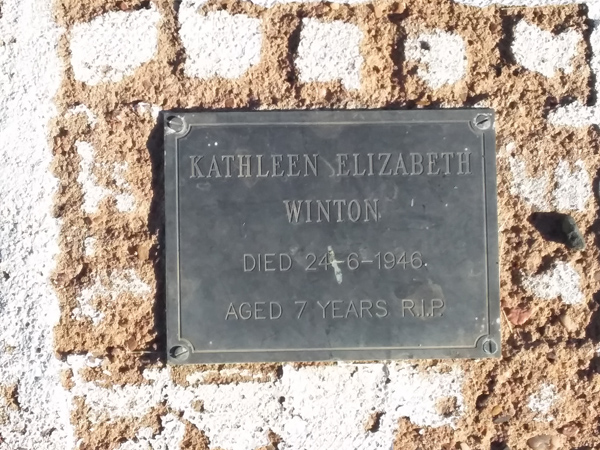 KATHLEEN ELIZABETH
WINTON
DIED 24-6-1946.
AGED 7 YEARS R.I.P.